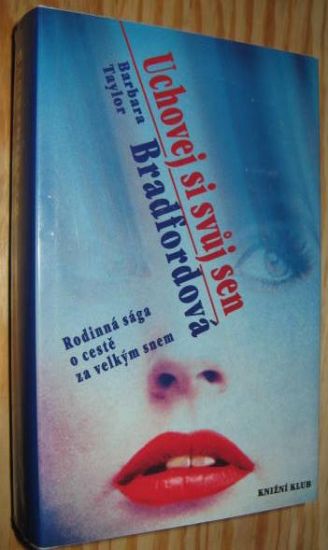 Uchovej si svůj sen
Barbara
Taylor
Bradfordová
Rodinná sága
o cestě
za velkým snem
KNIŽNÍ KLUB